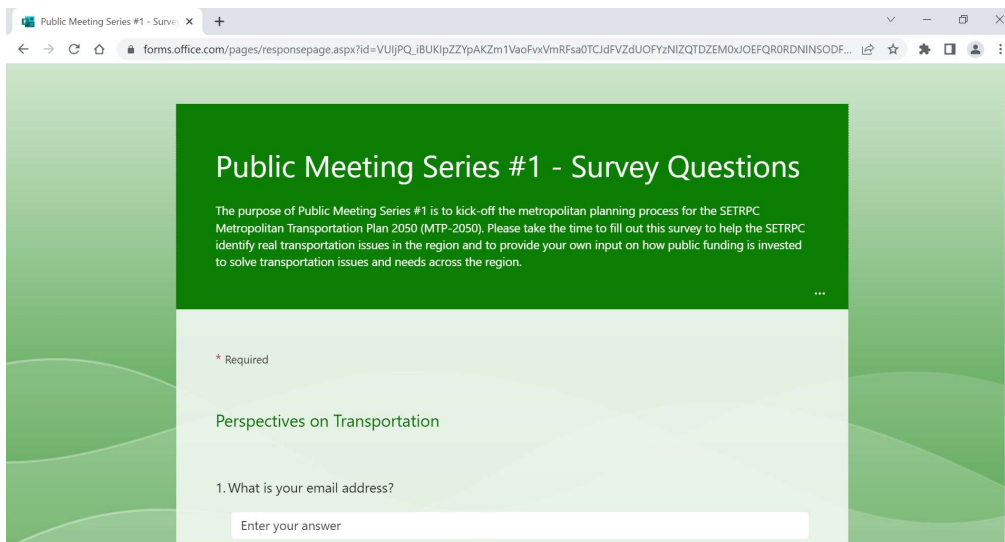 Public Meeting Series #1 - Survey
forms.office.com/pages/responsepage.aspx?id=VUIjPQ_iBUKIpZZYpAKZm1VaoFvxVmRFsa0TCJdFVZdUOFYzNlZQTDZEM0xJOEFQR0RDNlNSODF...
Public Meeting Series #1 - Survey Questions
The purpose of Public Meeting Series #1 is to kick-off the metropolitan planning process for the SETRPC
Metropolitan Transportation Plan 2050 (MTP-2050). Please take the time to fill out this survey to help the SETRPC
identify real transportation issues in the region and to provide your own input on how public funding is invested
to solve transportation issues and needs across the region.
...
* Required
Perspectives on Transportation
1. What is your email address?
Enter your answer